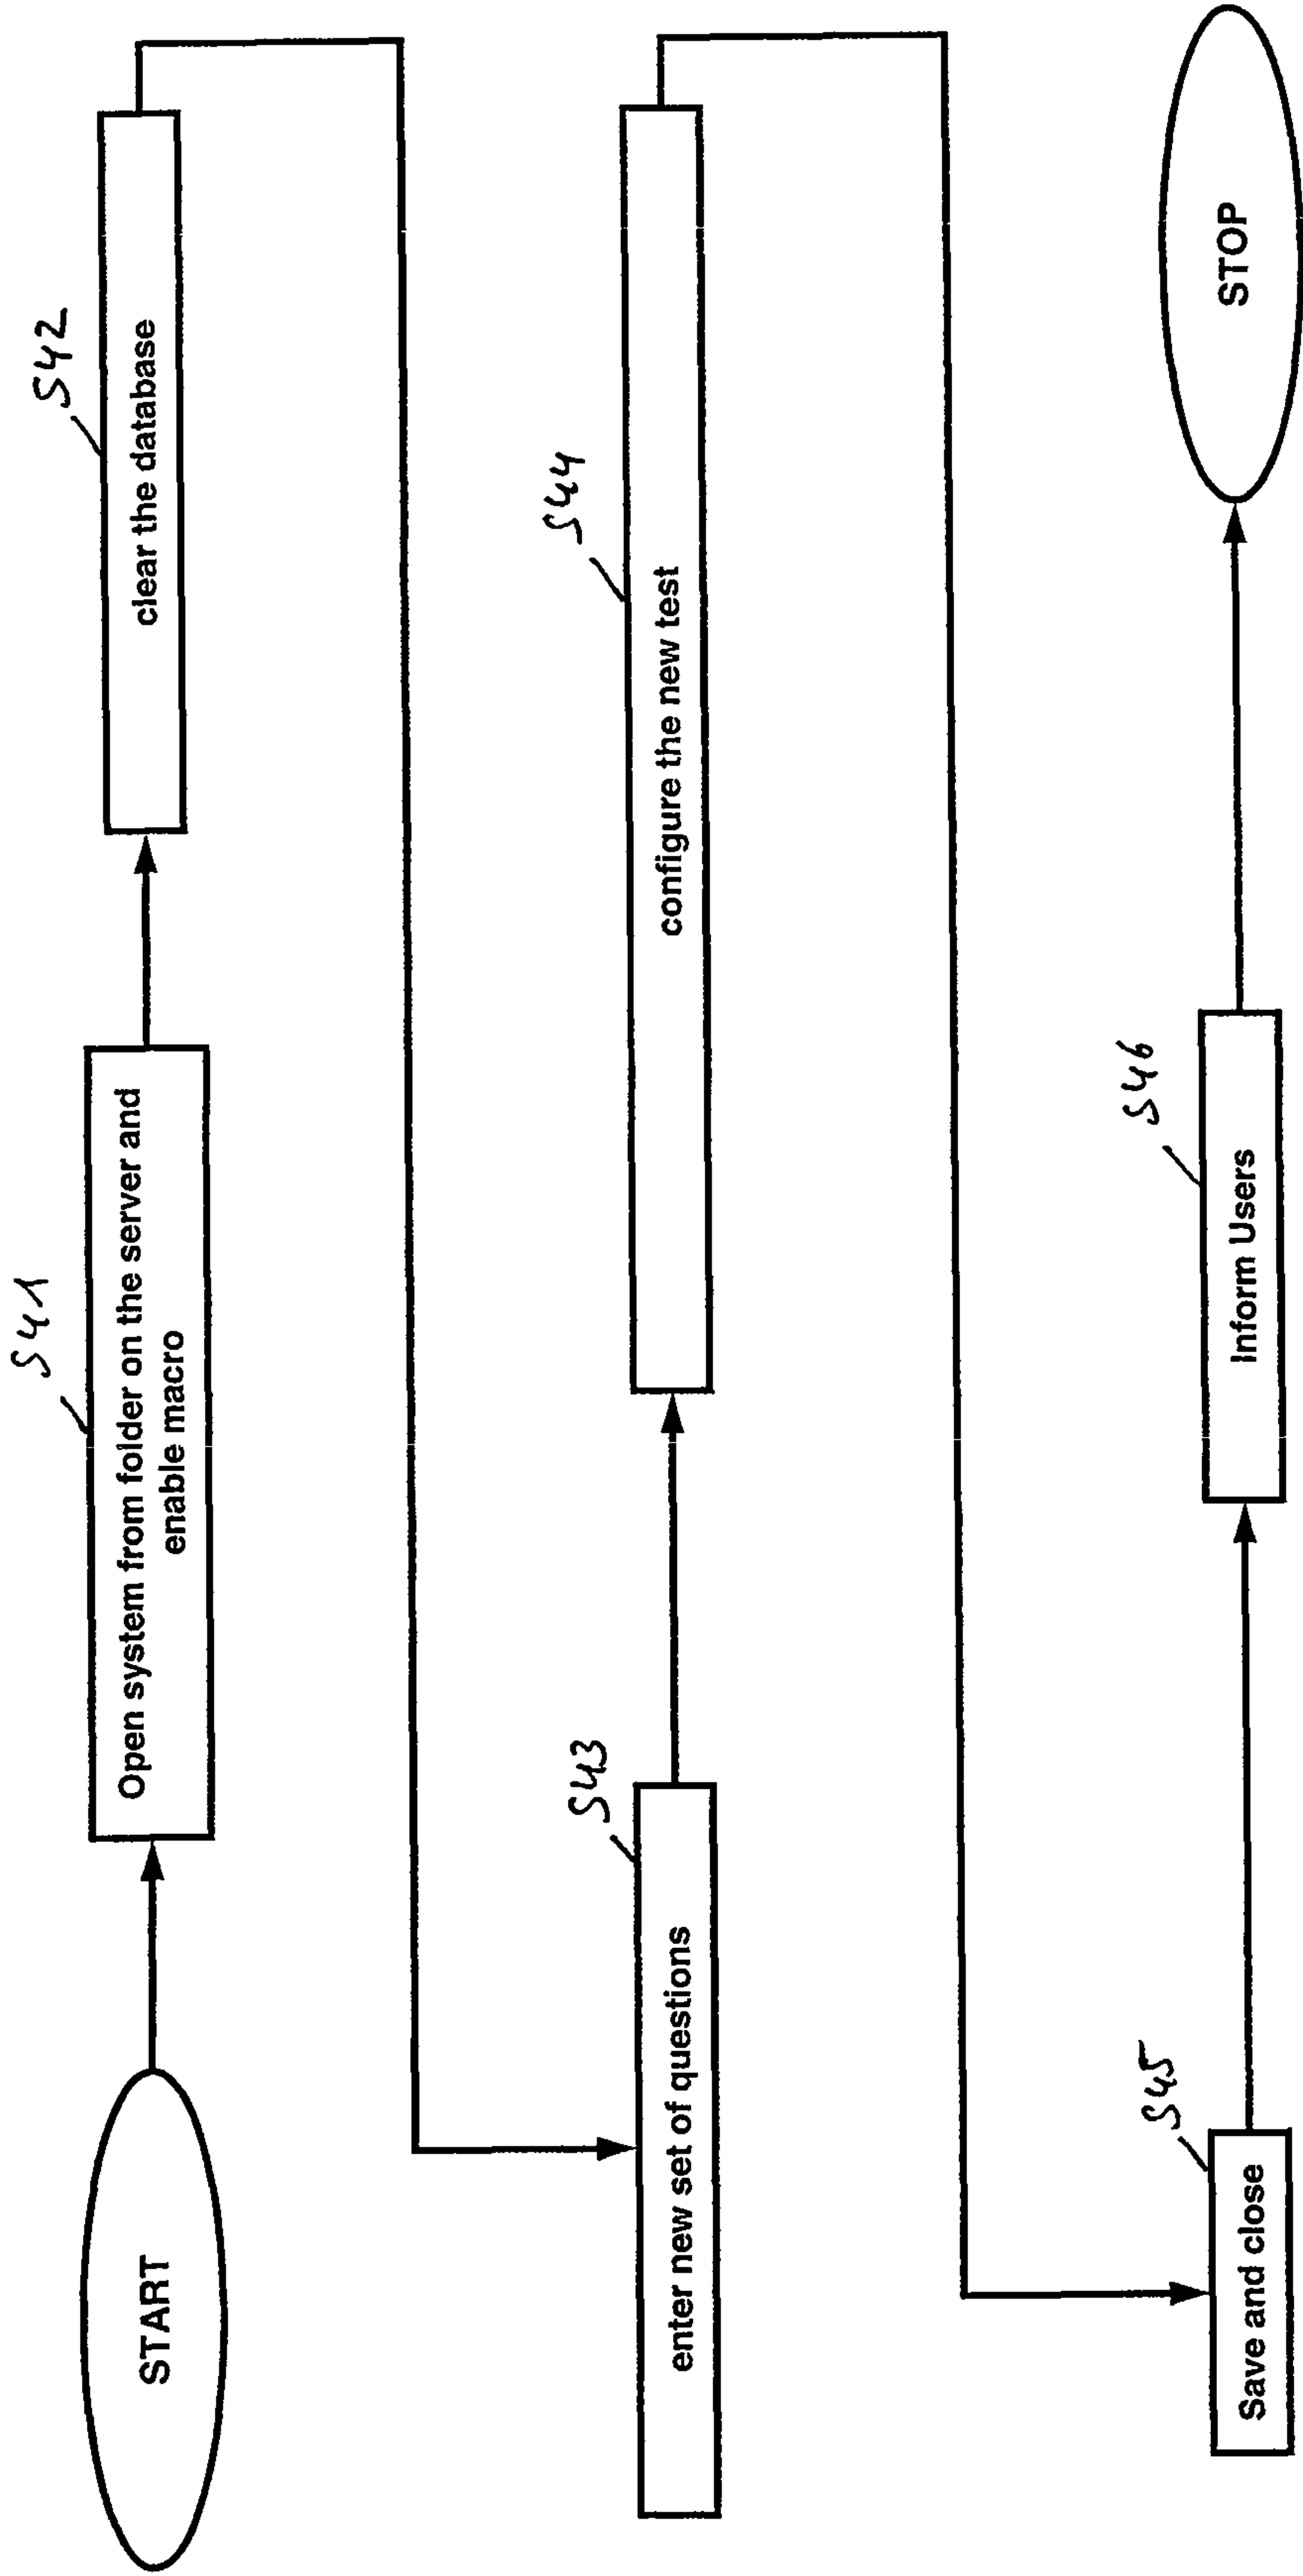 START
S41
Open system from folder on the server and
enable macro
S42
clear the database
S43
enter new set of questions
S44
configure the new test
S45
Save and close
S46
Inform Users
STOP